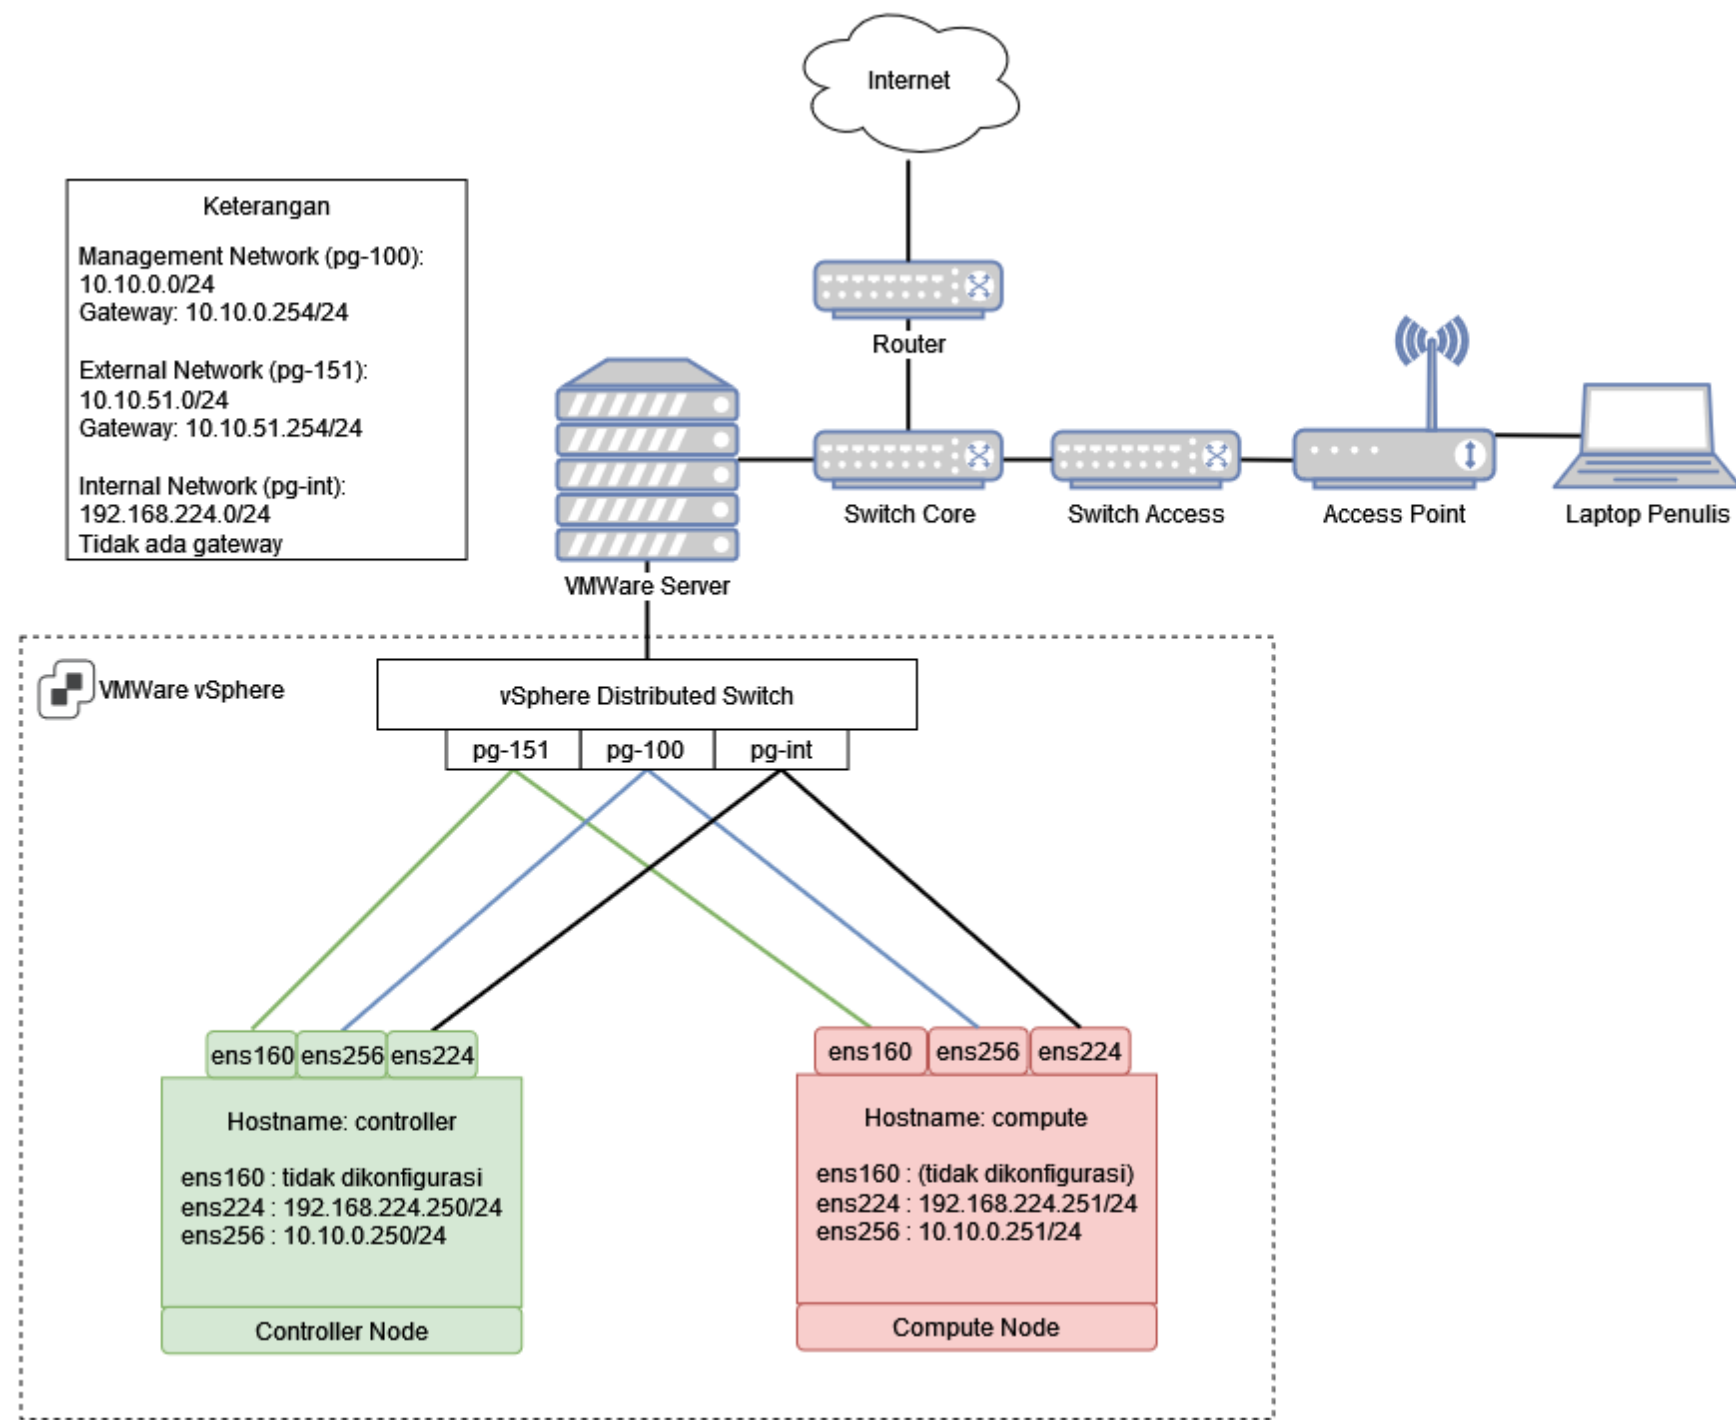 Internet
Keterangan
Management Network (pg-100):
10.10.0.0/24
Gateway: 10.10.0.254/24
External Network (pg-151):
10.10.51.0/24
Gateway: 10.10.51.254/24
Internal Network (pg-int):
192.168.224.0/24
Tidak ada gateway
Router
Switch Core
Switch Access
Access Point
Laptop Penulis
VMWare Server
VMWare vSphere
vSphere Distributed Switch
pg-151
pg-100
pg-int
ens160
ens256
ens224
Hostname: controller
ens160 : tidak dikonfigurasi
ens224 : 192.168.224.250/24
ens256 : 10.10.0.250/24
Controller Node
ens160
ens256
ens224
Hostname: compute
ens160 : (tidak dikonfigurasi)
ens224 : 192.168.224.251/24
ens256 : 10.10.0.251/24
Compute Node